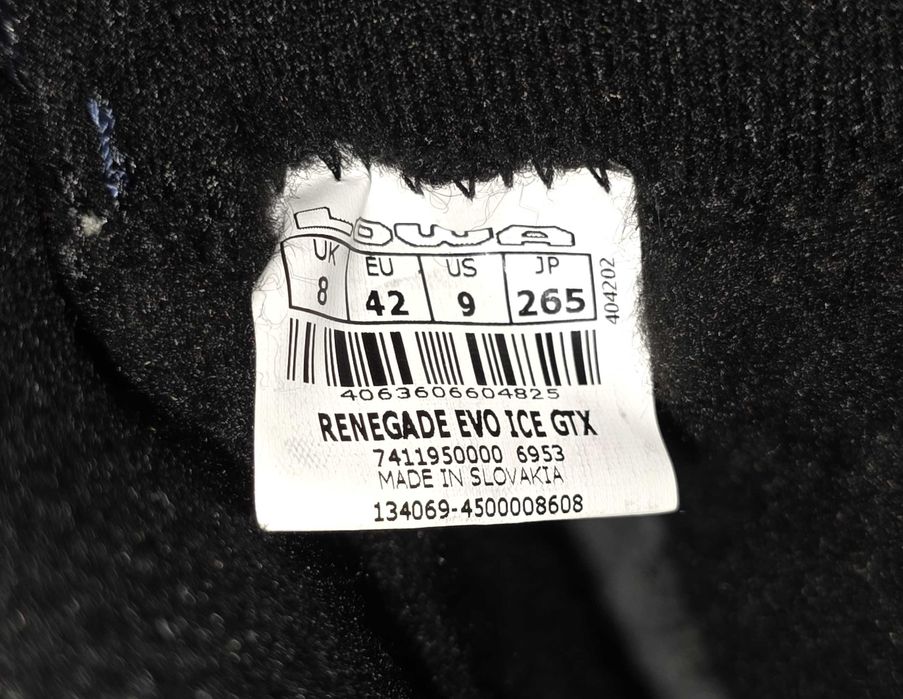 LOWA
UK EU US JP
8 42 9 265
404202
4063606604825
RENEGADE EVO ICE GTX
7411950000 6953
MADE IN SLOVAKIA
134069-4500008608